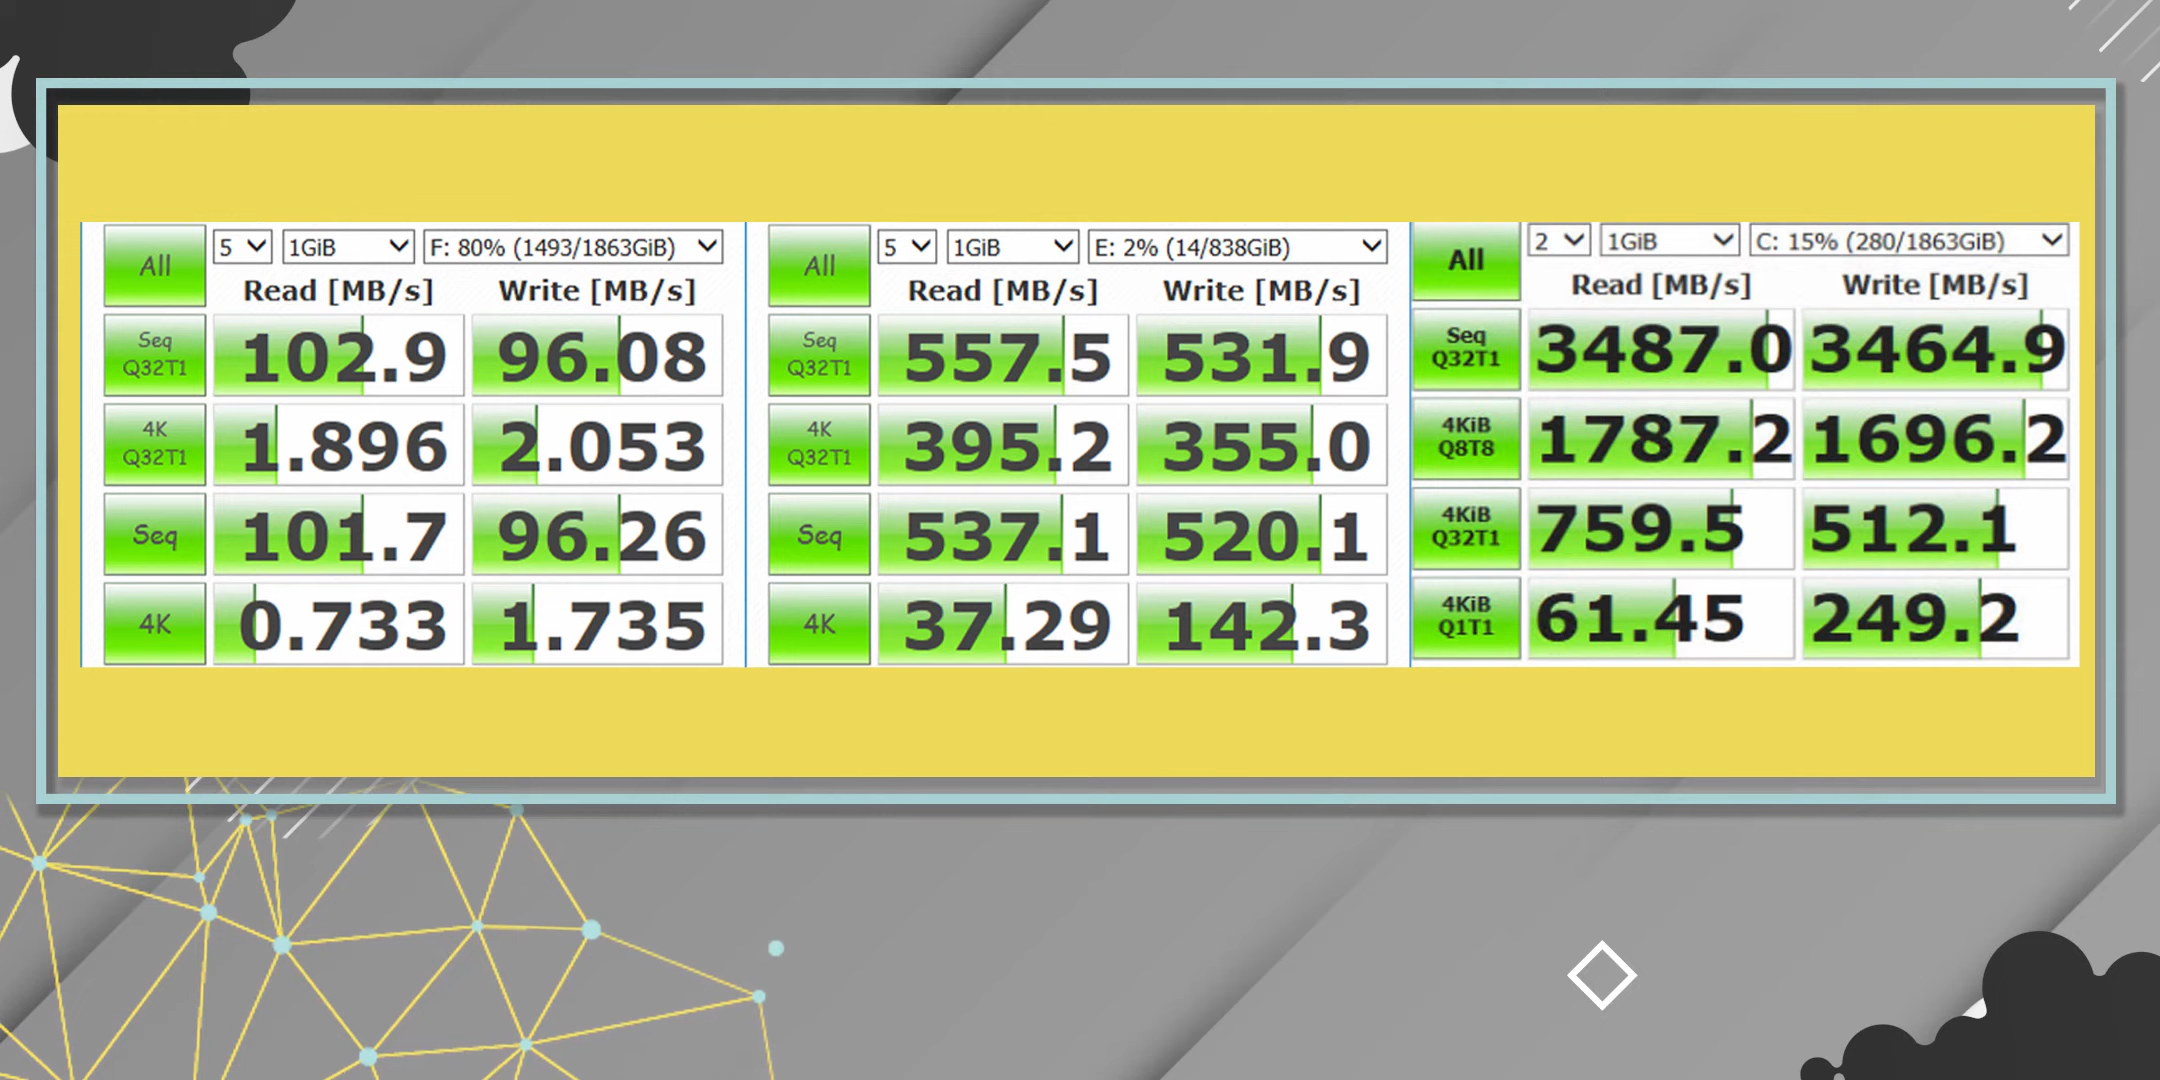 All 5 1GiB F: 80% (1493/1863GiB)
Read [MB/s] Write [MB/s]
Seq
Q32T1 102.9 96.08
4K
Q32T1 1.896 2.053
Seq 101.7 96.26
4K 0.733 1.735
All 5 1GiB E: 2% (14/838GiB)
Read [MB/s] Write [MB/s]
Seq
Q32T1 557.5 531.9
4K
Q32T1 395.2 355.0
Seq 537.1 520.1
4K 37.29 142.3
All 2 1GiB C: 15% (280/1863GiB)
Read [MB/s] Write [MB/s]
Seq
Q32T1 3487.0 3464.9
4KiB
Q8T8 1787.2 1696.2
4KiB
Q32T1 759.5 512.1
4KiB
Q1T1 61.45 249.2